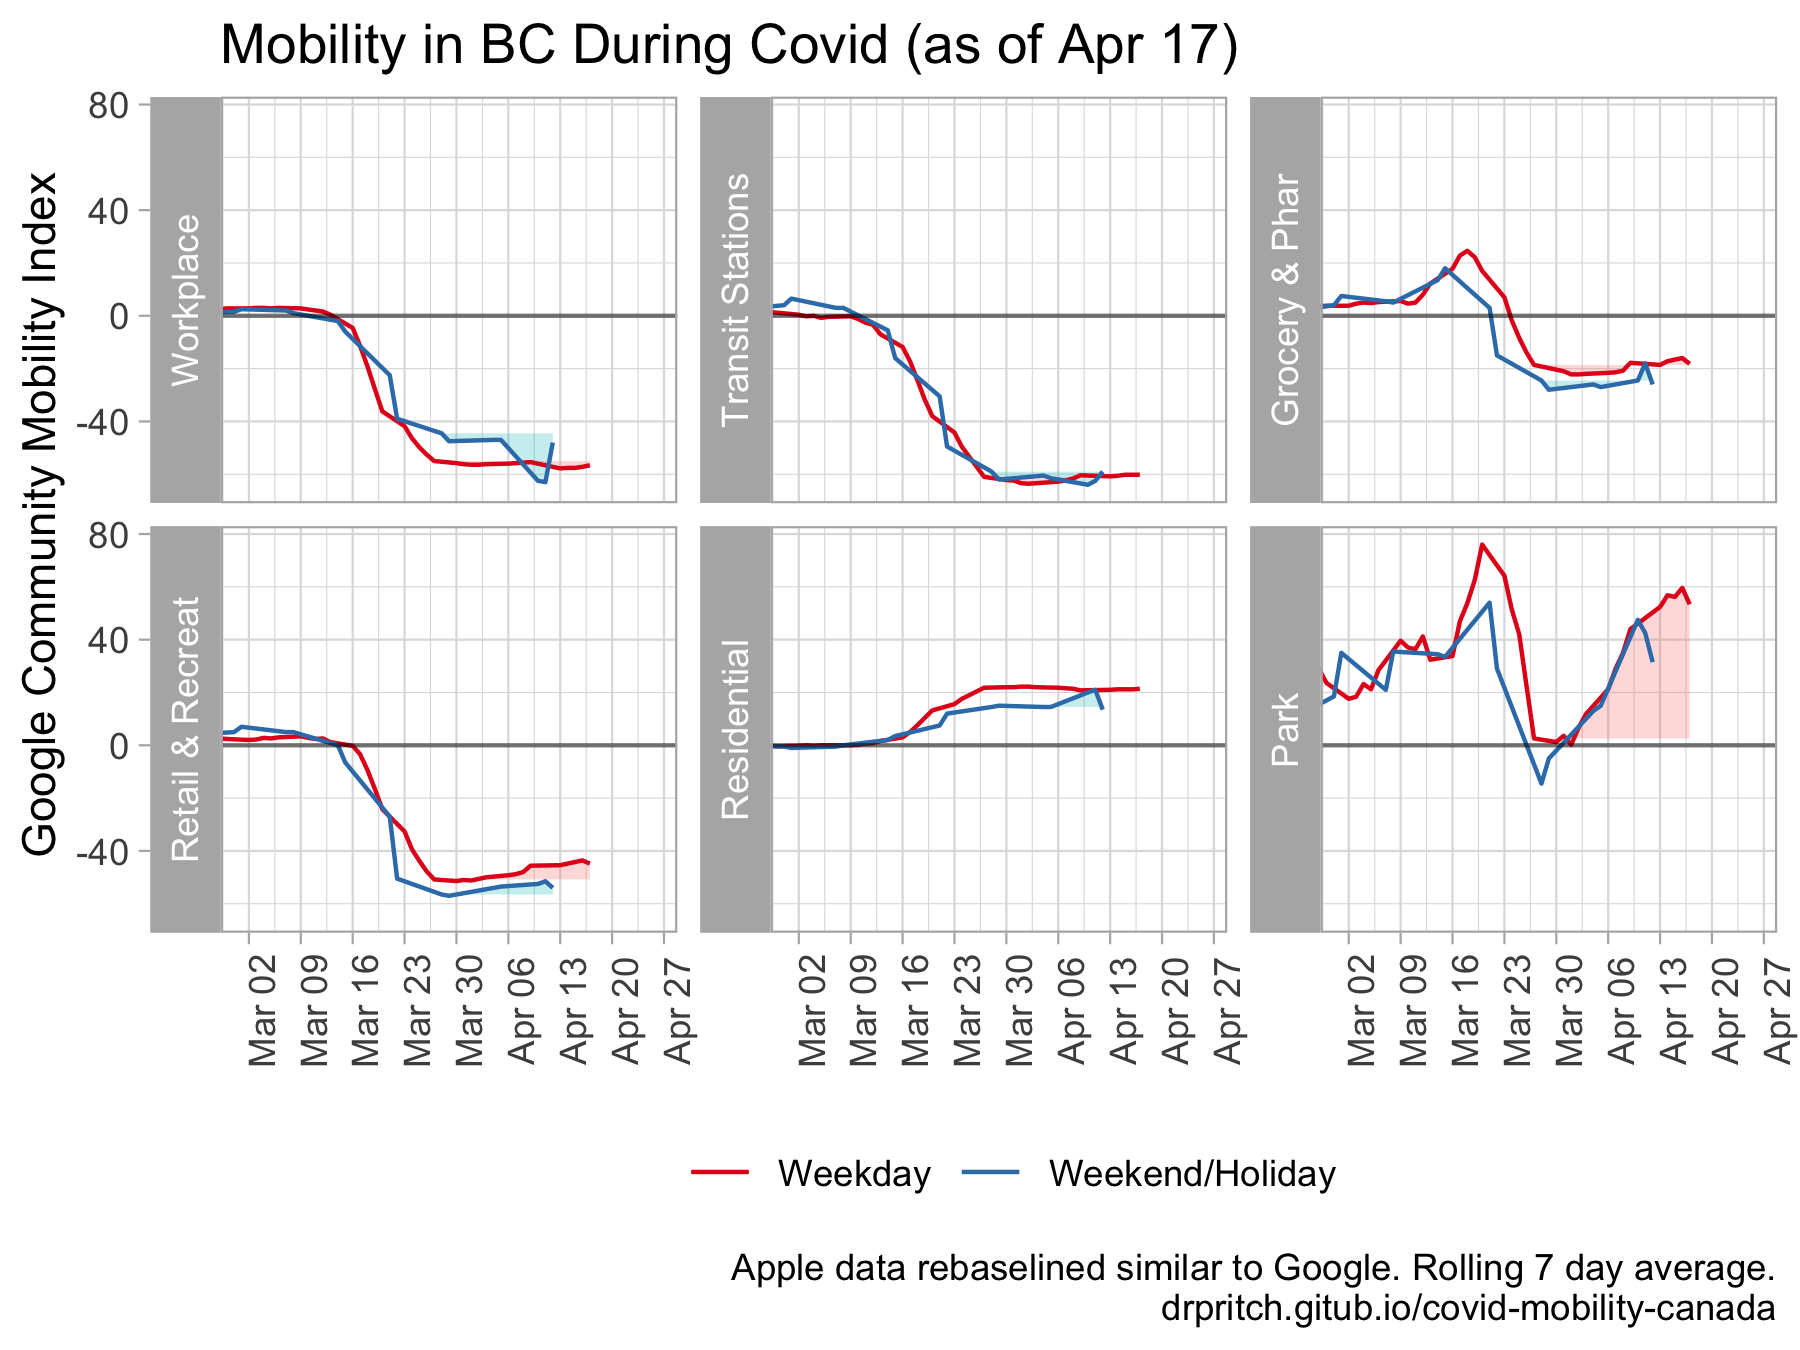 Mobility in BC During Covid (as of Apr 17)
Google Community Mobility Index
80
40
0
-40
Workplace
Transit Stations
Grocery & Phar
80
40
0
-40
Retail & Recreat
Residential
Park
Mar 02
Mar 09
Mar 16
Mar 23
Mar 30
Apr 06
Apr 13
Apr 20
Apr 27
Mar 02
Mar 09
Mar 16
Mar 23
Mar 30
Apr 06
Apr 13
Apr 20
Apr 27
Mar 02
Mar 09
Mar 16
Mar 23
Mar 30
Apr 06
Apr 13
Apr 20
Apr 27
Weekday
Weekend/Holiday
Apple data rebaselined similar to Google. Rolling 7 day average.
drpritch.gitub.io/covid-mobility-canada